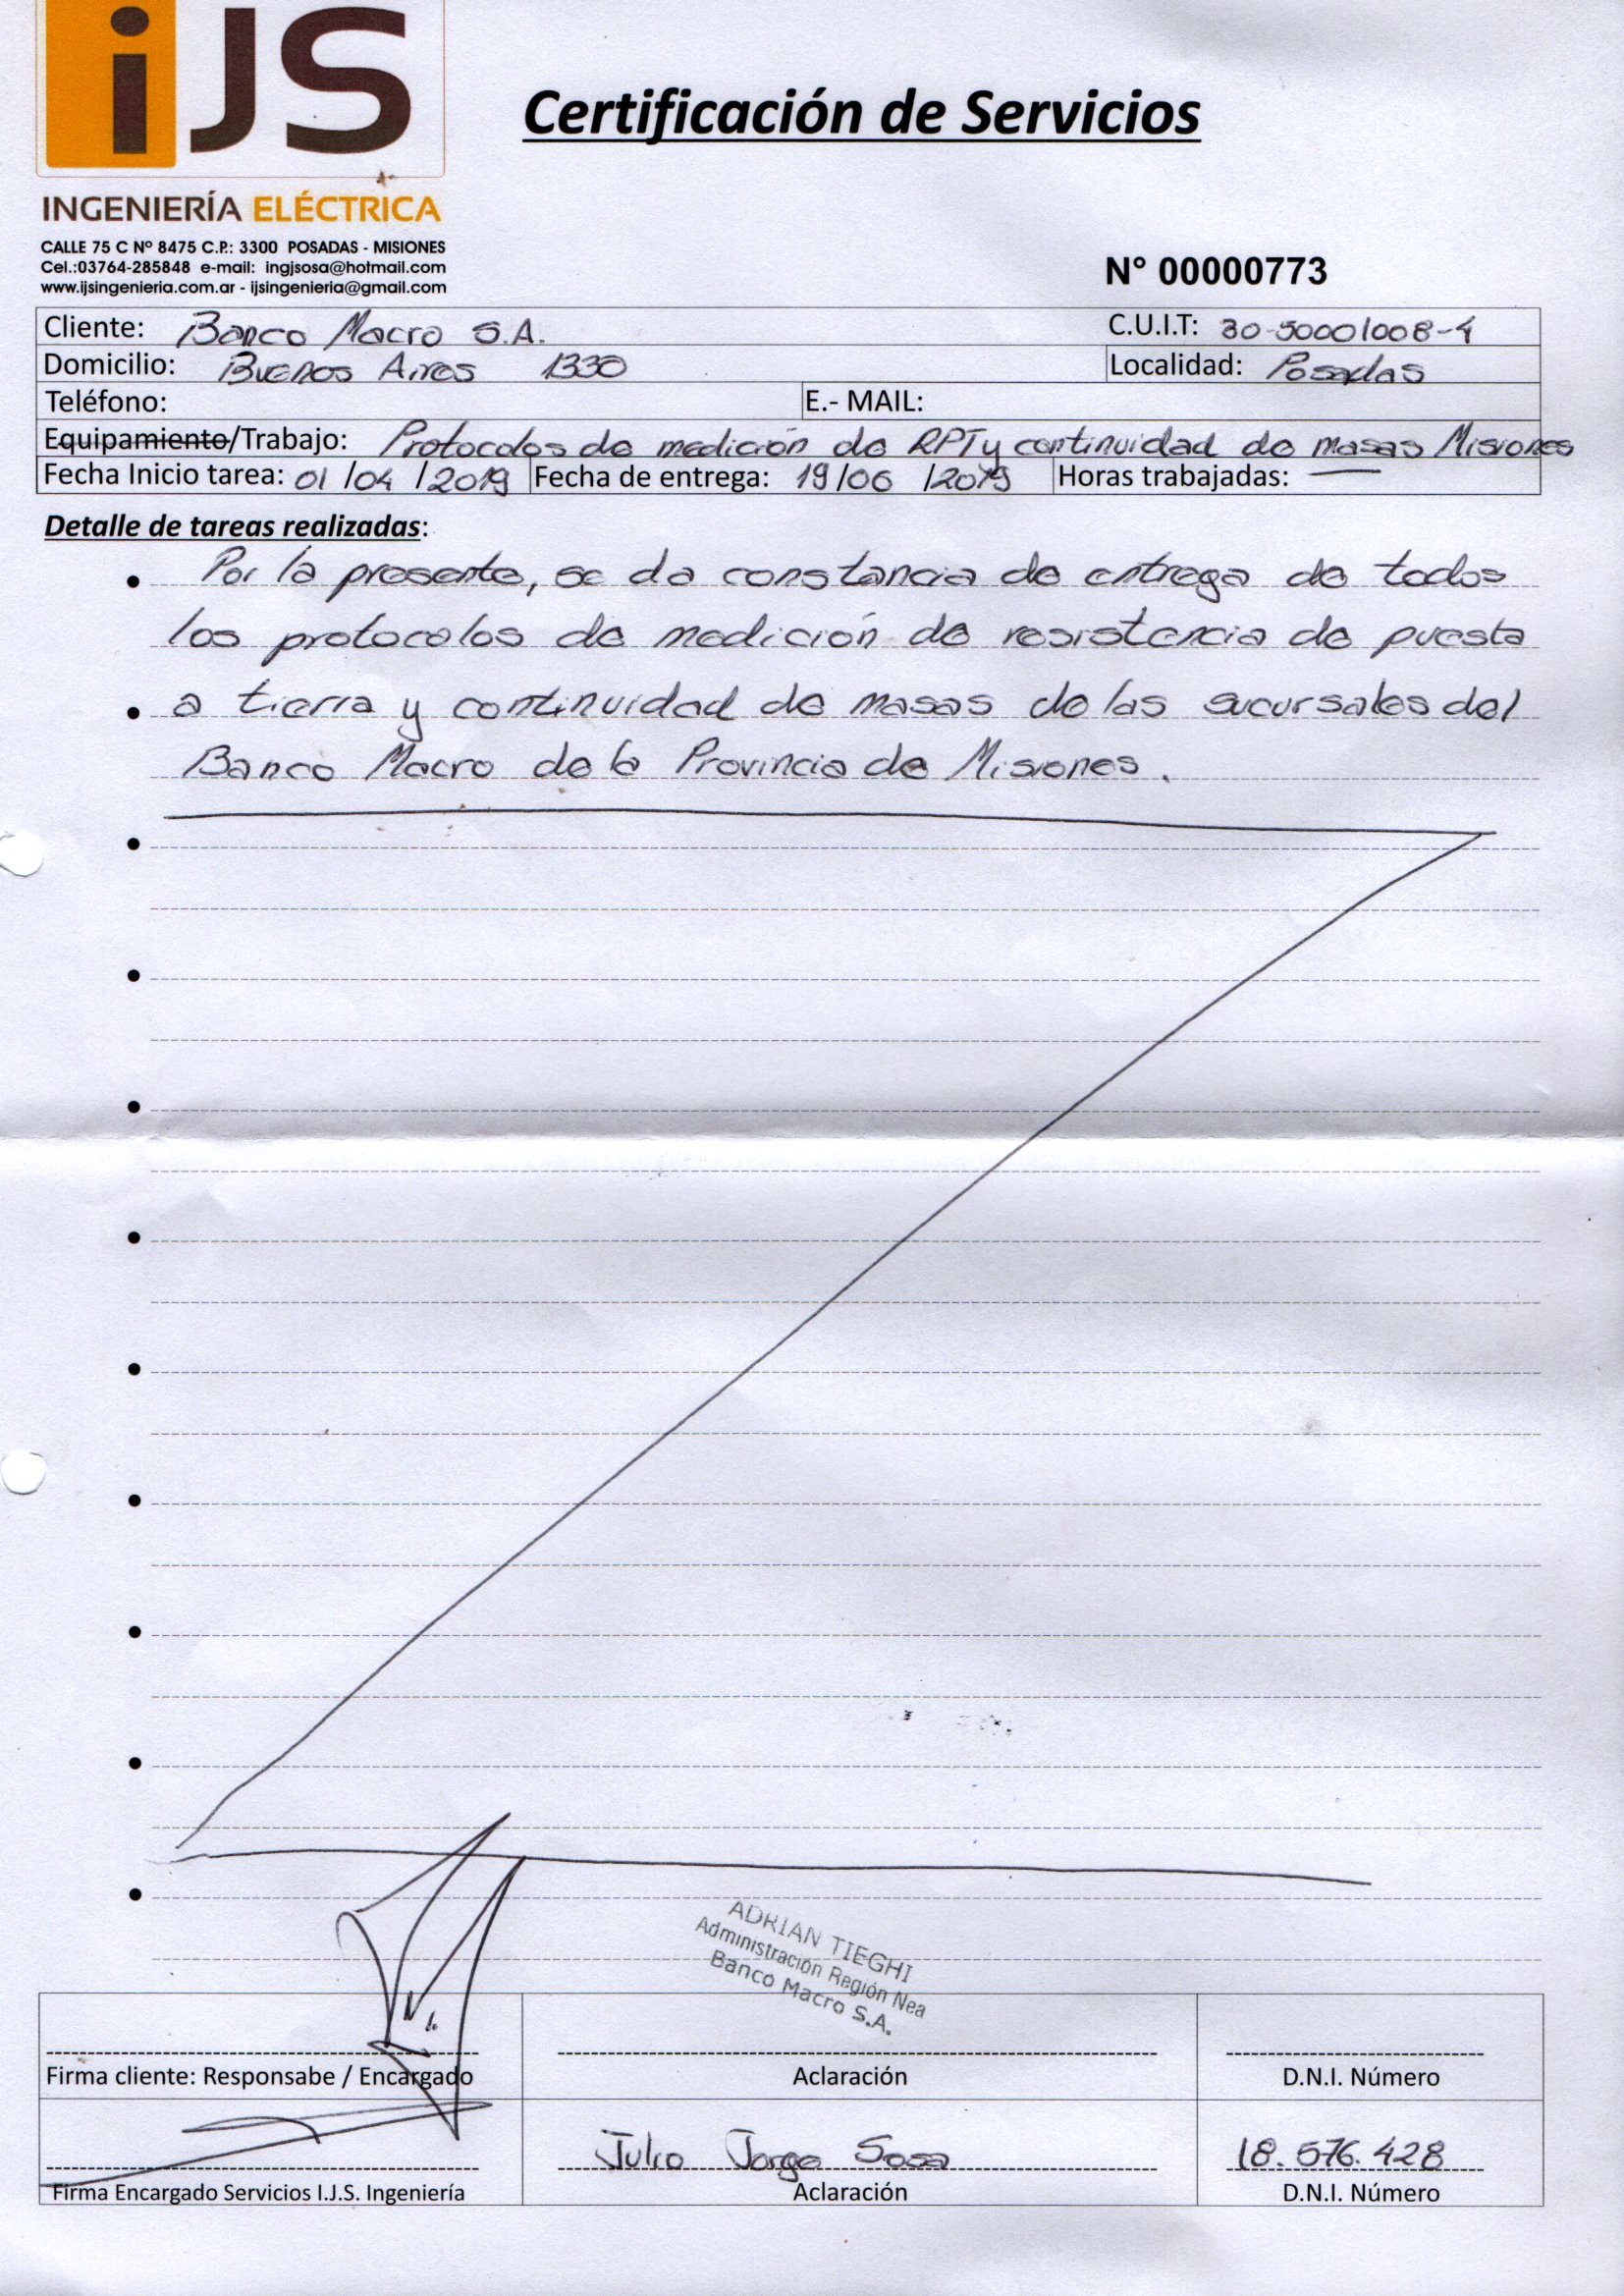 iJS
INGENIERÍA ELÉCTRICA
CALLE 75 C Nº 8475 C.P.: 3300 POSADAS - MISIONES
Cel.:03764-285848 e-mail: ingjsosa@hotmail.com
www.ijsingenieria.com.ar - ijsingenieria@gmail.com
Certificación de Servicios
N° 00000773
Cliente: Banco Macro S.A. C.U.I.T: 30-50001008-4
Domicilio: Buenos Aires 1330 Localidad: Posadas
Teléfono: E.- MAIL:
Equipamiento/Trabajo: Protocolos de medición de RPT y continuidad de masas Misiones
Fecha Inicio tarea: 01/04/2019 Fecha de entrega: 19/06/2019 Horas trabajadas: —
Detalle de tareas realizadas:
• Por la presente, se da constancia de entrega de todos
los protocolos de medición de resistencia de puesta
• a tierra y continuidad de masas de las sucursales del
Banco Macro de la Provincia de Misiones.
ADRIAN TIEGHI
Administración Región Nea
Banco Macro S.A.
Firma cliente: Responsabe / Encargado Aclaración D.N.I. Número
Julio Jorge Sosa 18.576.428
Firma Encargado Servicios I.J.S. Ingeniería Aclaración D.N.I. Número